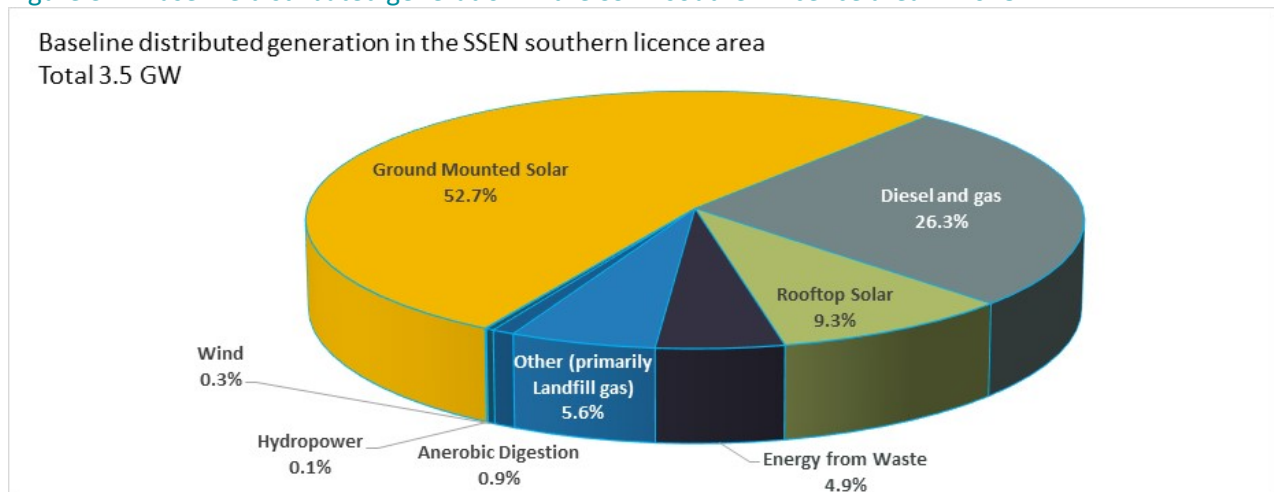 Baseline distributed generation in the SSEN southern licence area
Total 3.5 GW
Ground Mounted Solar
52.7%
Diesel and gas
26.3%
Rooftop Solar
9.3%
Wind
0.3%
Other (primarily
Landfill gas)
5.6%
Hydropower
0.1%
Anerobic Digestion
0.9%
Energy from Waste
4.9%